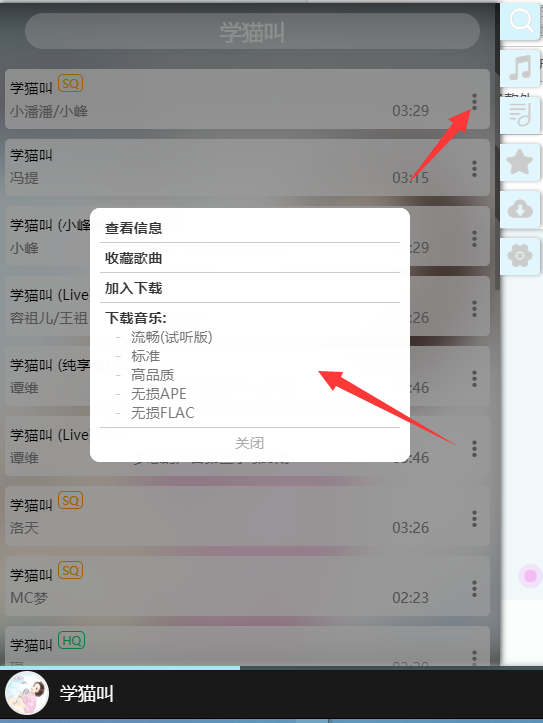 学猫叫
学猫叫 SQ
小潘潘/小峰 03:29
学猫叫
冯提 03:15
学猫叫 (小峰
小峰 :29
学猫叫 (Live
容祖儿/王祖 :26
学猫叫 (纯享
谭维 :46
学猫叫 (Live
谭维 :46
学猫叫 SQ
洛天 03:26
学猫叫 SQ
MC梦 02:23
学猫叫 HQ
查看信息
收藏歌曲
加入下载
下载音乐:
- 流畅(试听版)
- 标准
- 高品质
- 无损APE
- 无损FLAC
关闭
学猫叫